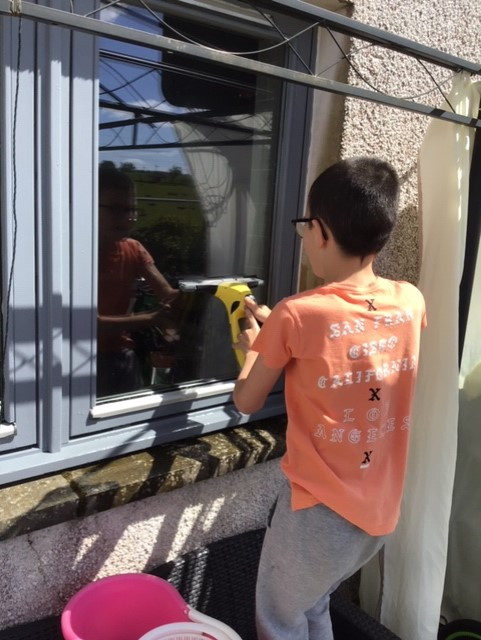 X
SAN FRAN
CISCO
CALIFORNIA
X
LOS
ANGELES
X